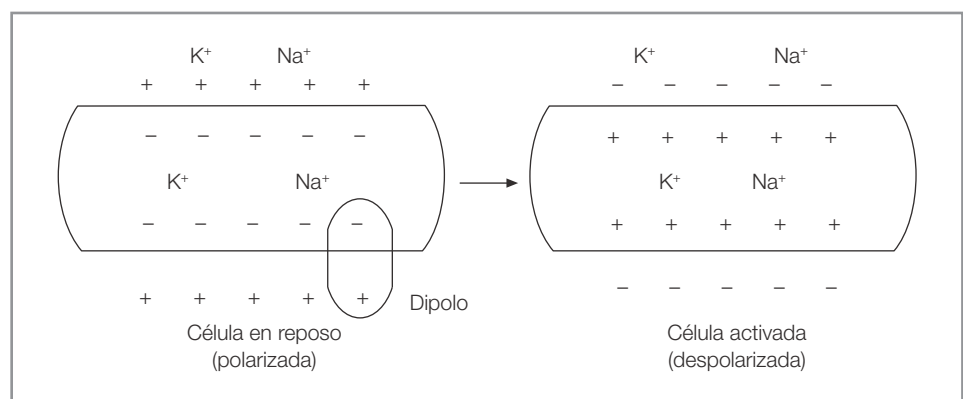 K⁺ Na⁺ K⁺ Na⁺
+ + + + + − − − − −
− − − − − + + + + +
K⁺ Na⁺ K⁺ Na⁺
− − − − − + + + + +
+ + + + + Dipolo − − − − −
Célula en reposo
(polarizada)
Célula activada
(despolarizada)